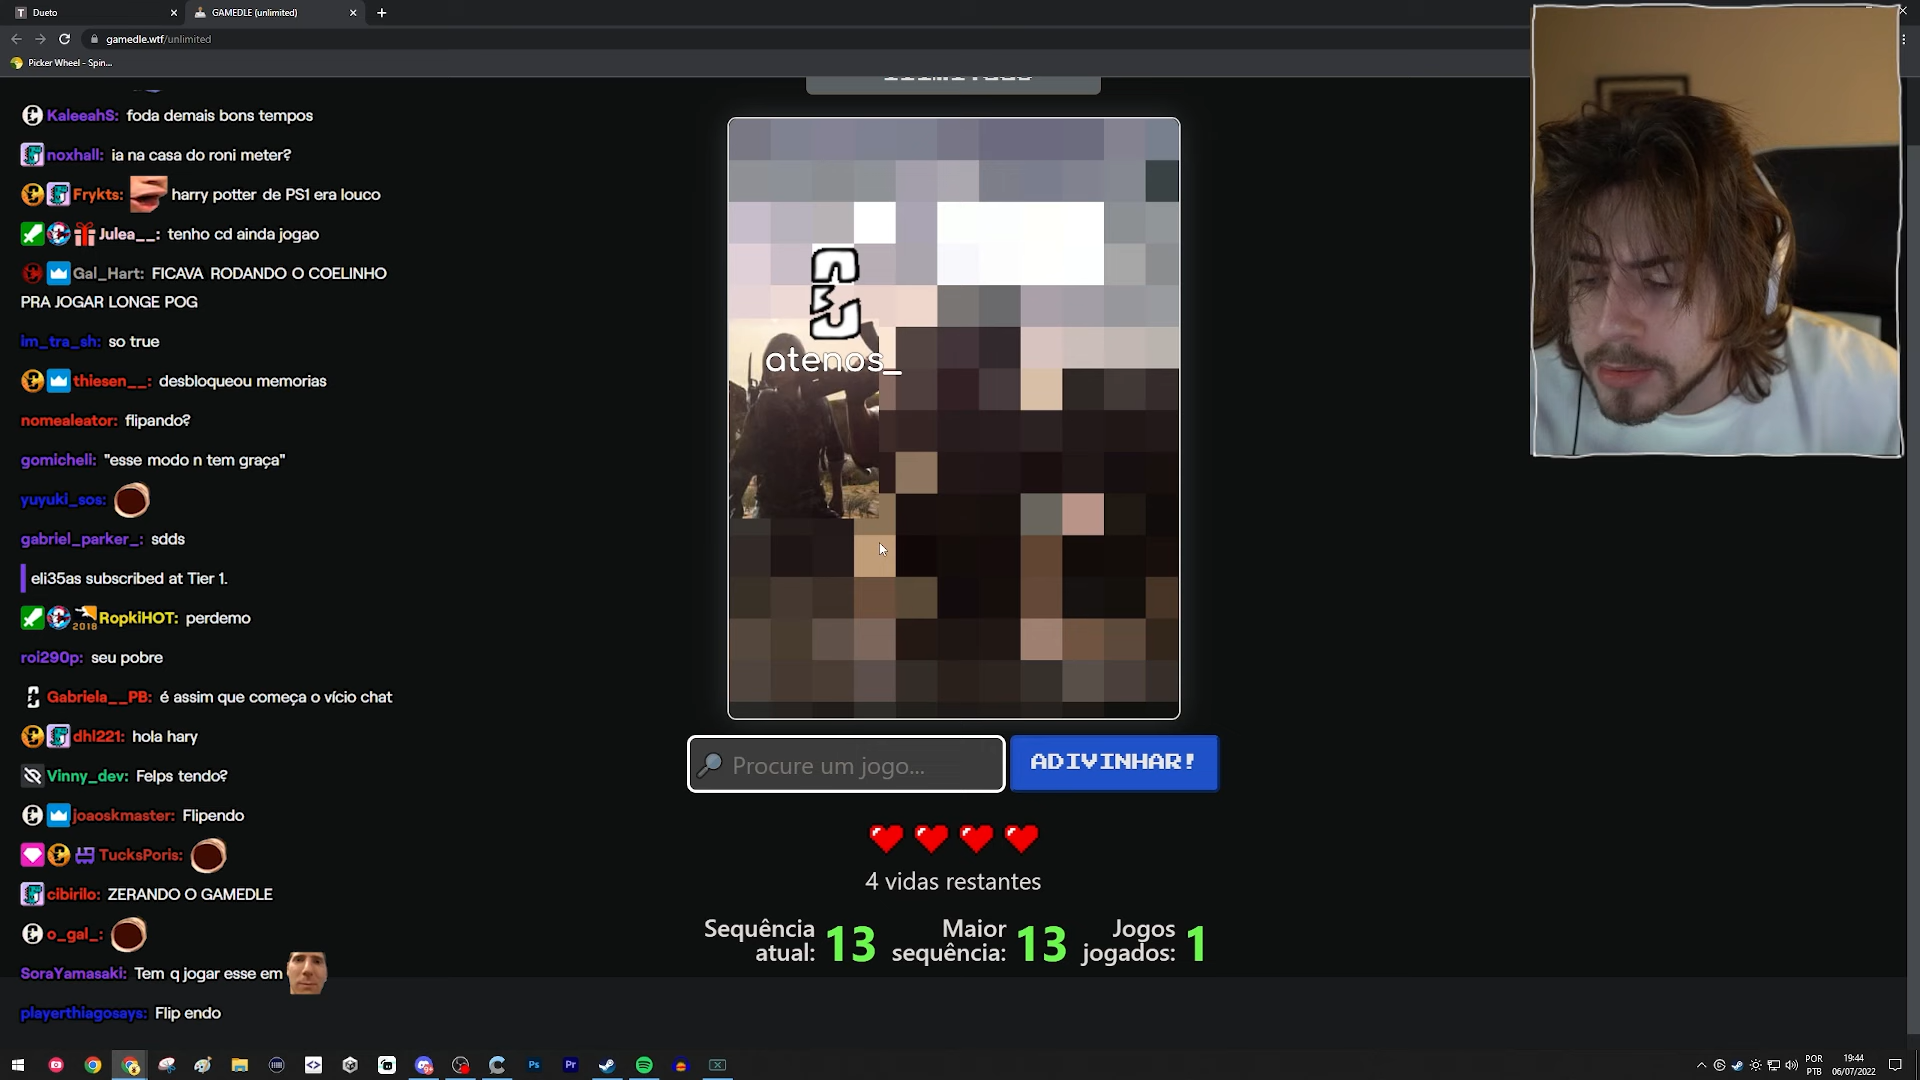 Dueto
GAMEDLE (unlimited)
gamedle.wtf/unlimited
Picker Wheel - Spin...
KaleeahS: foda demais bons tempos
noxhall: ia na casa do roni meter?
Frykts: harry potter de PS1 era louco
Julea__: tenho cd ainda jogao
Gal_Hart: FICAVA RODANDO O COELINHO
PRA JOGAR LONGE POG
im_tra_sh: so true
thiesen__: desbloqueou memorias
nomealeator: flipando?
gomicheli: "esse modo n tem graça"
yuyuki_sos:
gabriel_parker_: sdds
eli35as subscribed at Tier 1.
2018 RopkiHOT: perdemo
roi290p: seu pobre
Gabriela__PB: é assim que começa o vício chat
dhl221: hola hary
Vinny_dev: Felps tendo?
joaoskmaster: Flipendo
TucksPoris:
cibirilo: ZERANDO O GAMEDLE
o_gal_:
SoraYamasaki: Tem q jogar esse em
playerthiagosays: Flip endo
atenos_
Procure um jogo...
ADIVINHAR!
4 vidas restantes
Sequência atual: 13
Maior sequência: 13
Jogos jogados: 1
POR
PTB
19:44
06/07/2022